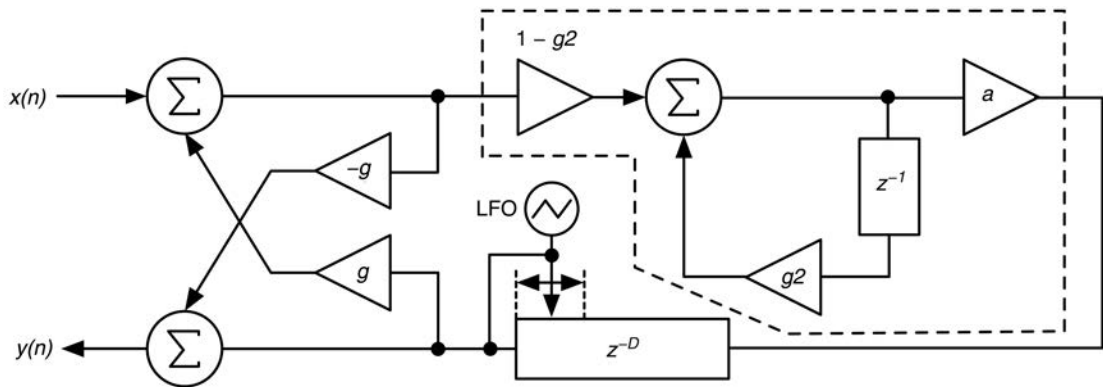 1 – g2
x(n)
Σ
Σ
a
–g
z⁻¹
LFO
g
g2
y(n)
Σ
z⁻ᴰ